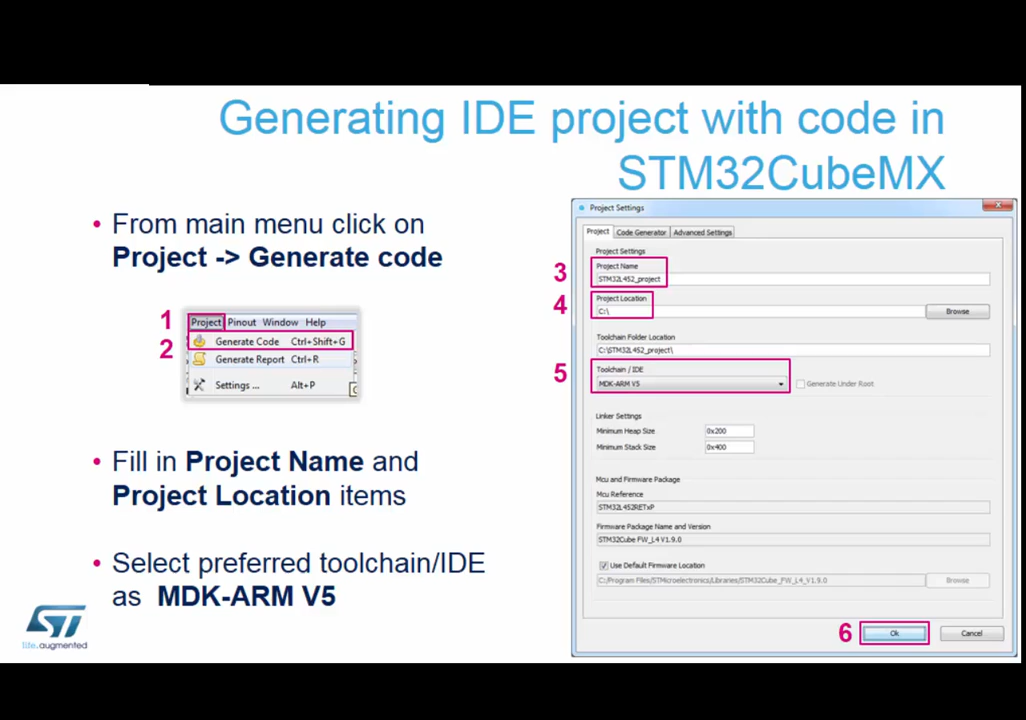 Generating IDE project with code in
STM32CubeMX
• From main menu click on
Project -> Generate code
1
2
Project Pinout Window Help
Generate Code Ctrl+Shift+G
Generate Report Ctrl+R
Settings ... Alt+P
• Fill in Project Name and
Project Location items
• Select preferred toolchain/IDE
as MDK-ARM V5
ST
life.augmented
Project Settings
Project Code Generator Advanced Settings
Project Settings
3
Project Name
STM32L452_project
4
Project Location
C:\
Browse
Toolchain Folder Location
C:\STM32L452_project\
5
Toolchain / IDE
MDK-ARM V5
Generate Under Root
Linker Settings
Minimum Heap Size 0x200
Minimum Stack Size 0x400
Mcu and Firmware Package
Mcu Reference
STM32L452RETxP
Firmware Package Name and Version
STM32Cube FW_L4 V1.9.0
Use Default Firmware Location
C:/Program Files/STMicroelectronics/Libraries/STM32Cube_FW_L4_V1.9.0 Browse
6 Ok Cancel